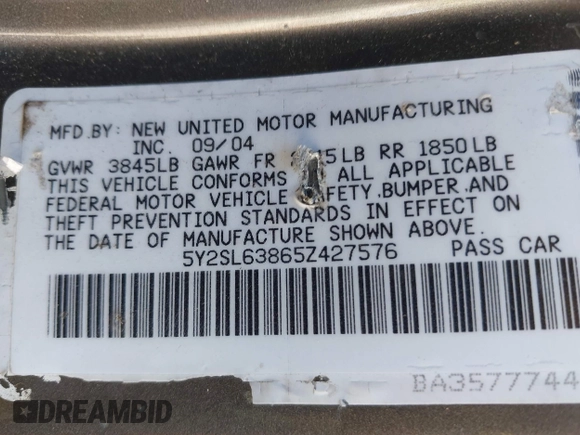 MFD.BY: NEW UNITED MOTOR MANUFACTURING
INC. 09/04
GVWR 3845LB GAWR FR 5LB RR 1850LB
THIS VEHICLE CONFORMS ALL APPLICABLE
FEDERAL MOTOR VEHICLE FETY,BUMPER,AND
THEFT PREVENTION STANDARDS IN EFFECT ON
THE DATE OF MANUFACTURE SHOWN ABOVE.
5Y2SL63865Z427576 PASS CAR
BA3577744
DREAMBID